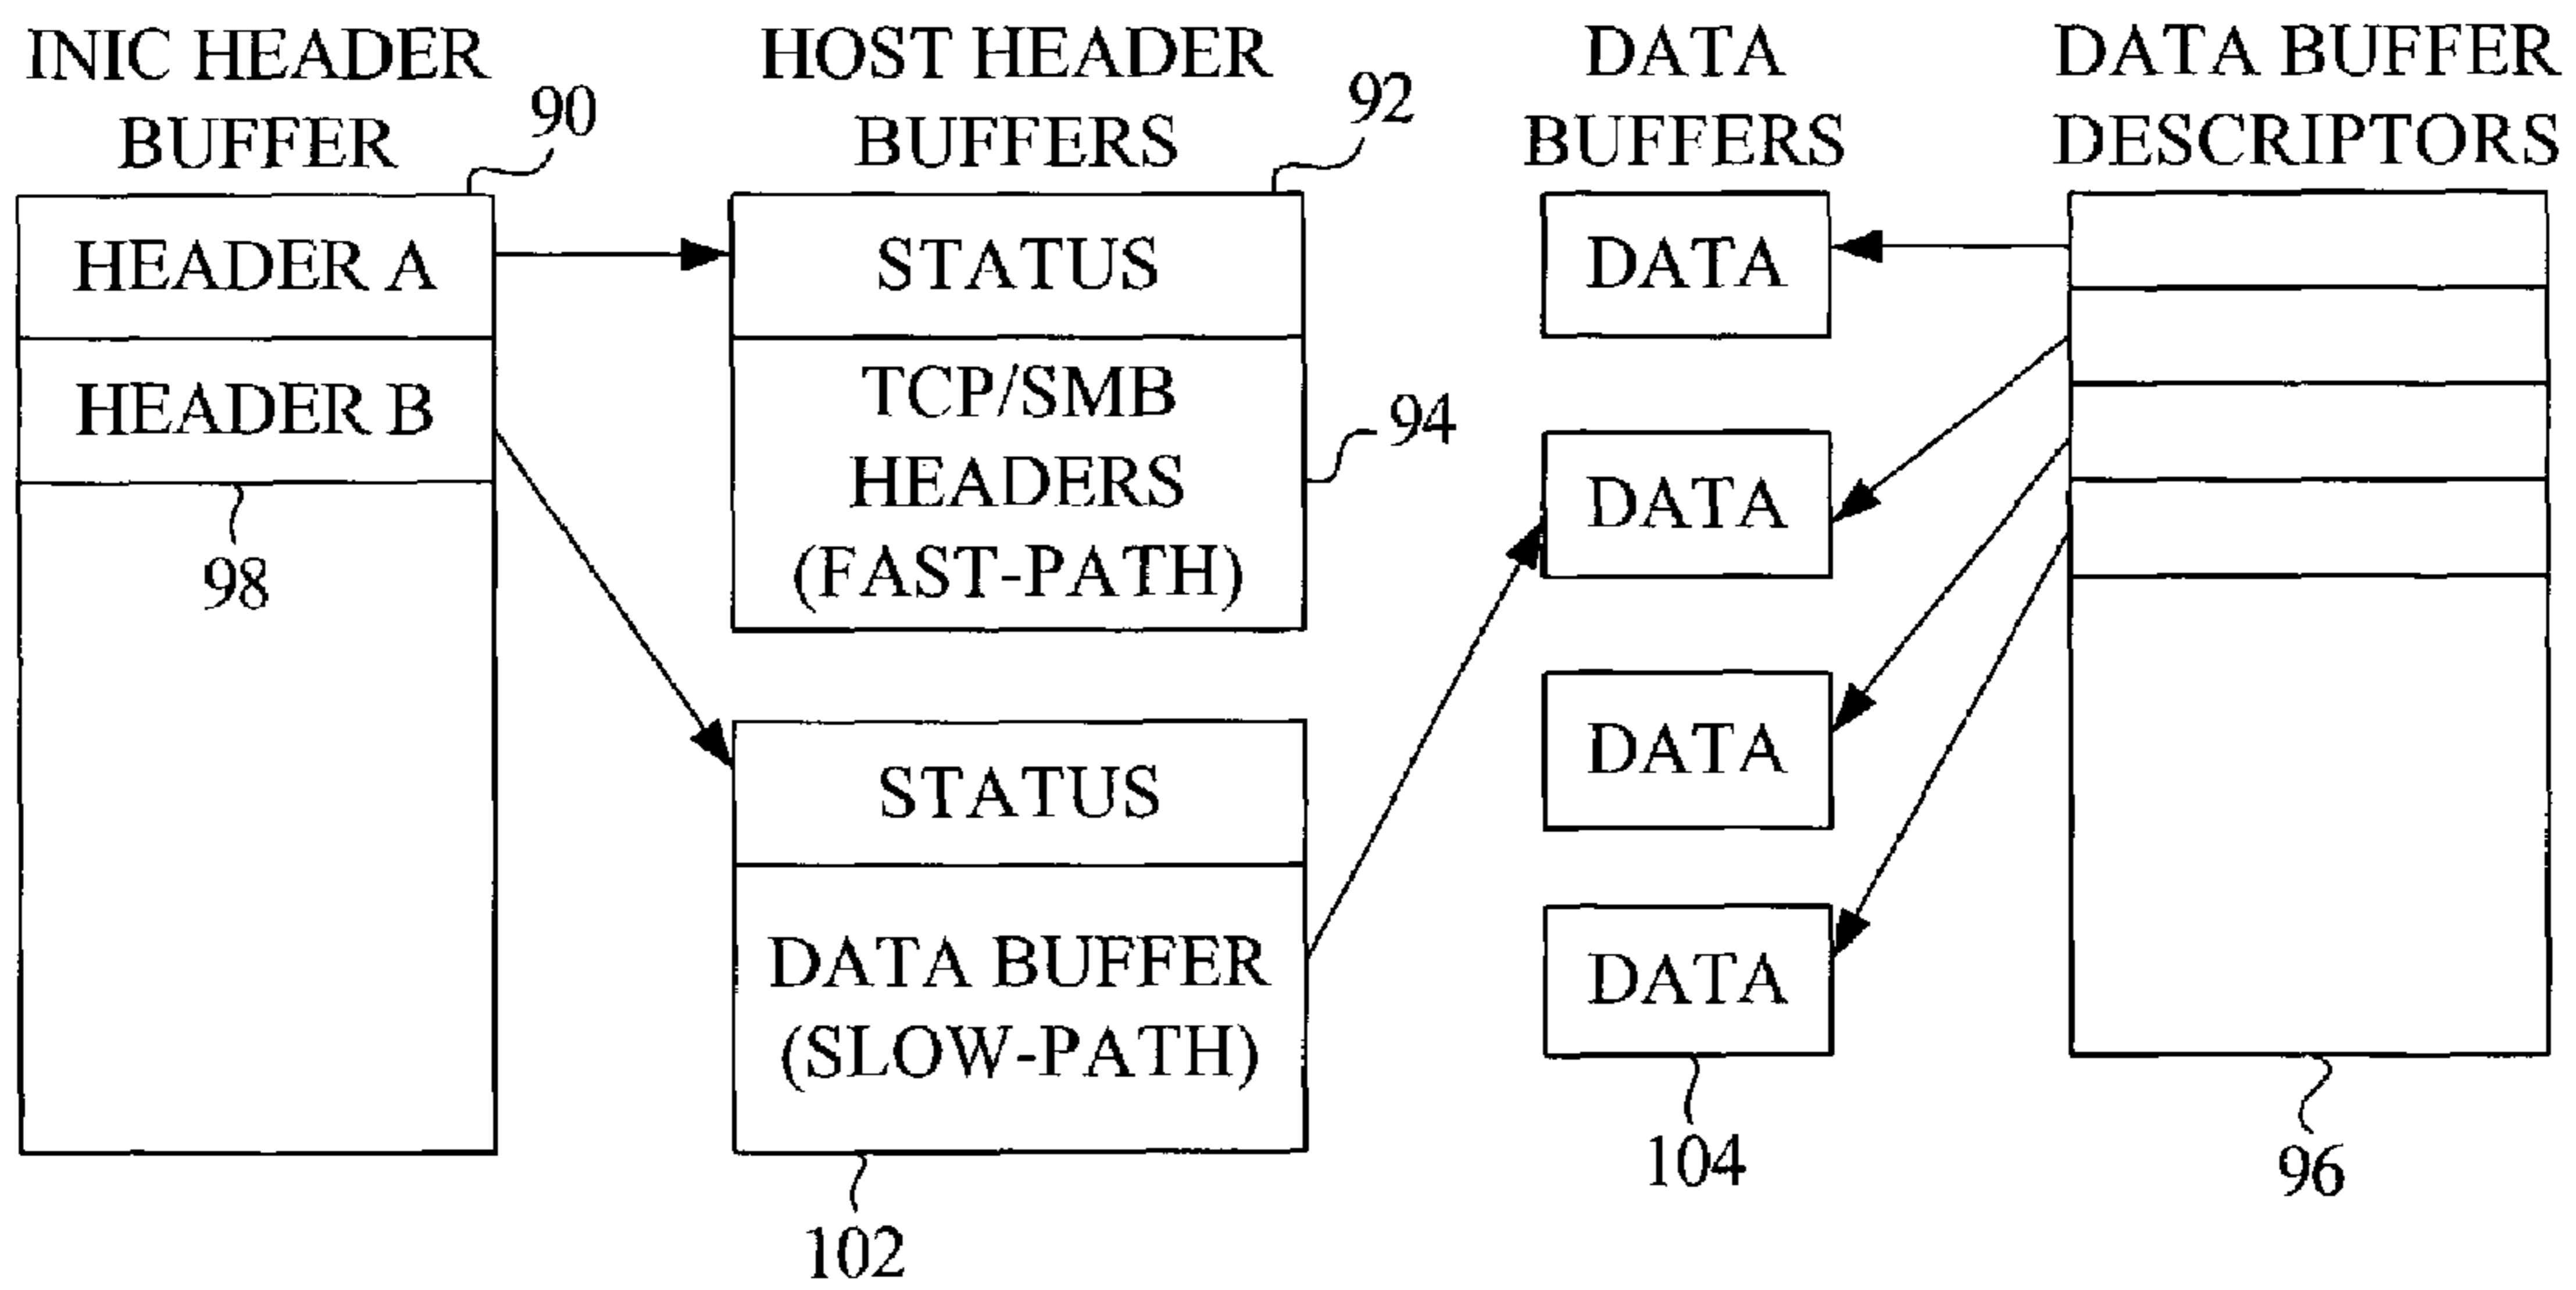 INIC HEADER
BUFFER
90
HEADER A
HEADER B
98
HOST HEADER
BUFFERS
92
STATUS
TCP/SMB
HEADERS
(FAST-PATH)
94
STATUS
DATA BUFFER
(SLOW-PATH)
102
DATA
BUFFERS
DATA
DATA
DATA
DATA
104
DATA BUFFER
DESCRIPTORS
96